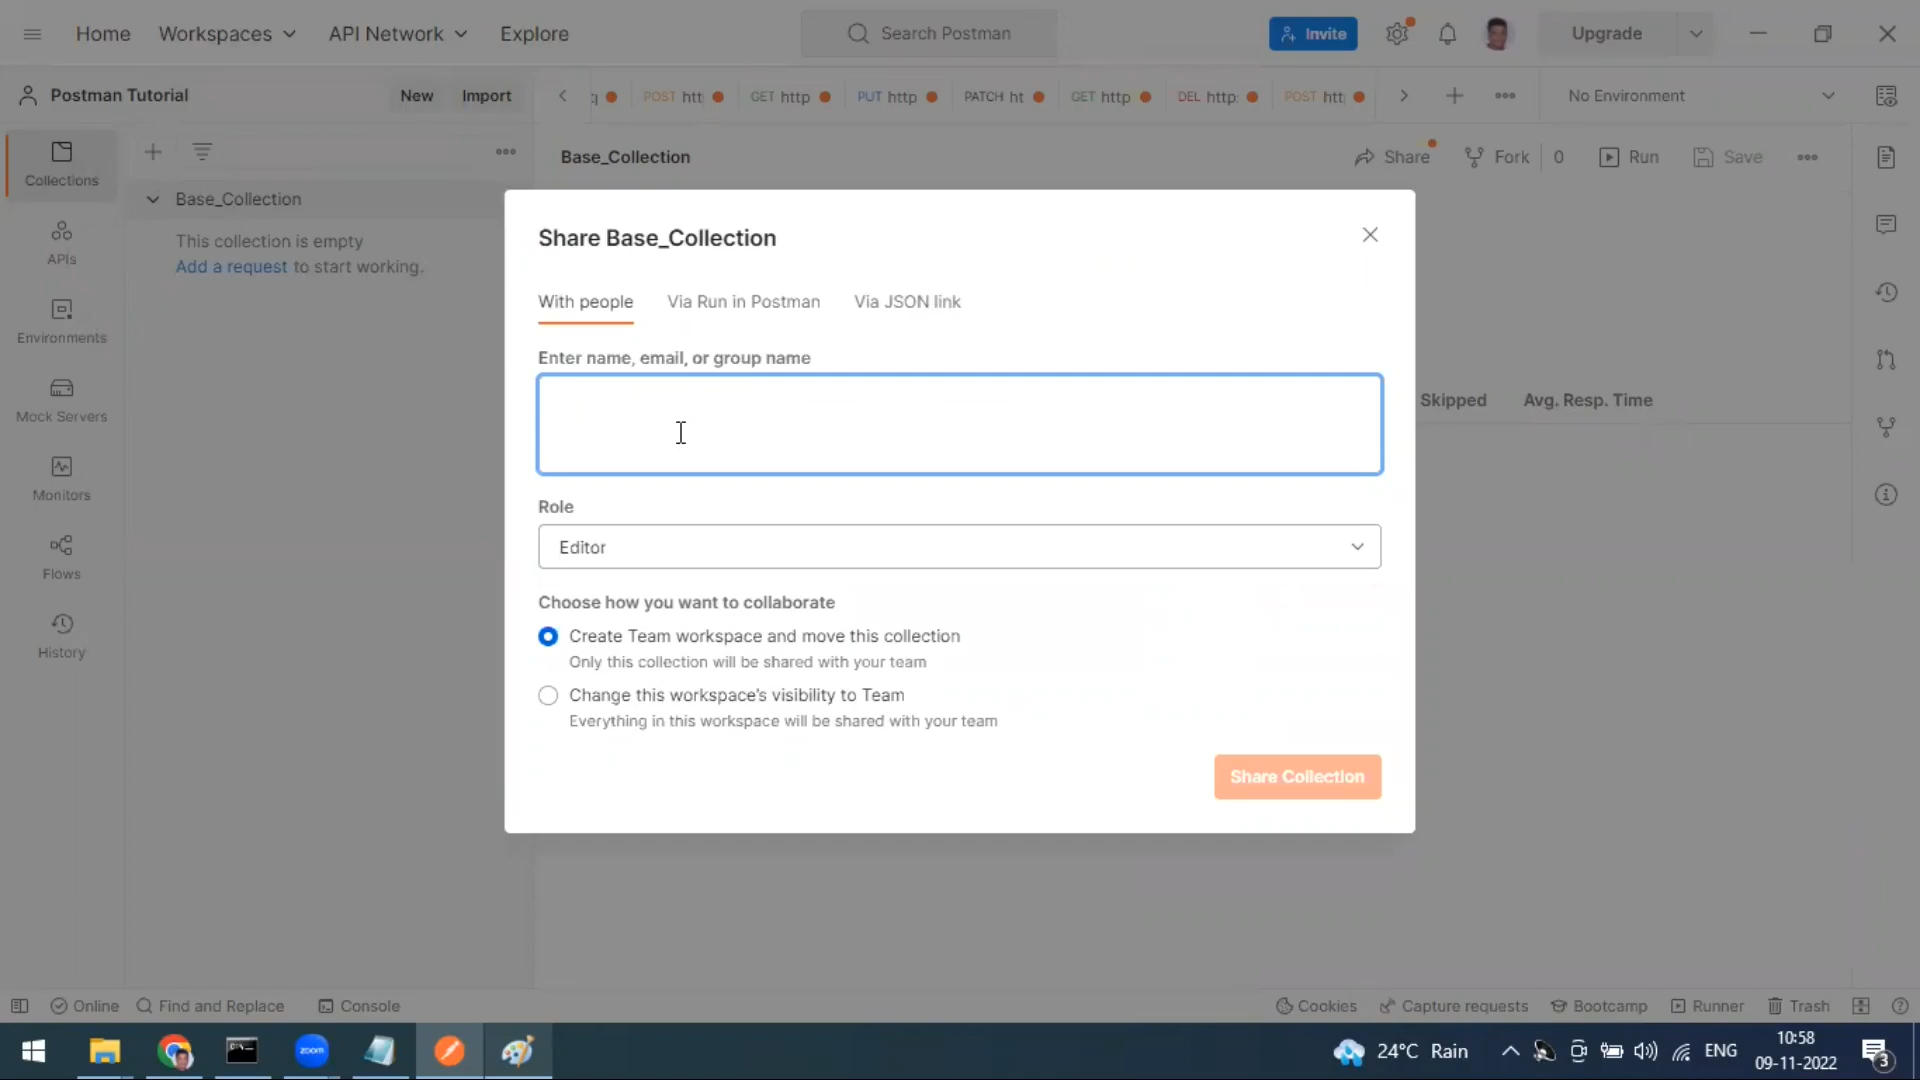 Home
Workspaces
API Network
Explore
Search Postman
Invite
Upgrade
Postman Tutorial
New
Import
POST htt
GET http
PUT http
PATCH ht
GET http
DEL http:
POST htt
No Environment
Collections
Base_Collection
This collection is empty
Add a request to start working.
APIs
Environments
Mock Servers
Monitors
Flows
History
Base_Collection
Share
Fork
0
Run
Save
Skipped
Avg. Resp. Time
Share Base_Collection
With people
Via Run in Postman
Via JSON link
Enter name, email, or group name
Role
Editor
Choose how you want to collaborate
Create Team workspace and move this collection
Only this collection will be shared with your team
Change this workspace's visibility to Team
Everything in this workspace will be shared with your team
Share Collection
Online
Find and Replace
Console
Cookies
Capture requests
Bootcamp
Runner
Trash
zoom
24°C Rain
ENG
10:58
09-11-2022
3